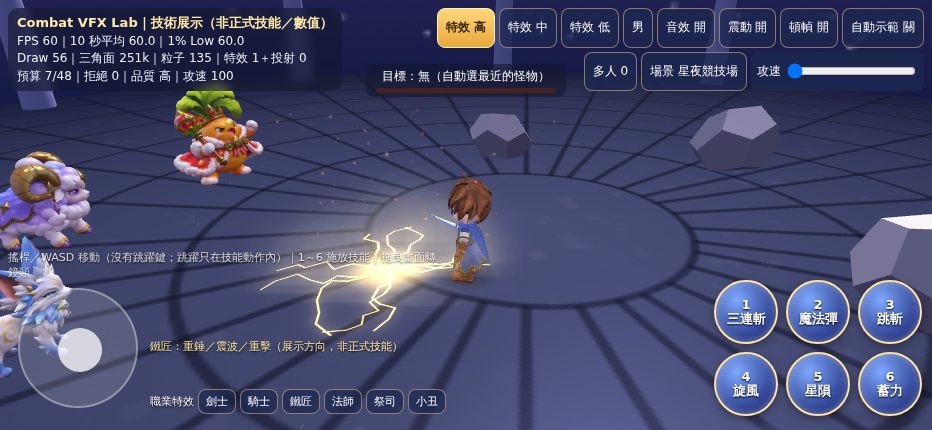 Combat VFX Lab｜技術展示（非正式技能／數值）
FPS 60｜10 秒平均 60.0｜1% Low 60.0
Draw 56｜三角面 251k｜粒子 135｜特效 1＋投射 0
預算 7/48｜拒絕 0｜品質 高｜攻速 100
特效 高
特效 中
特效 低
男
音效 開
震動 開
頓幀 開
自動示範 關
多人 0
場景 星夜競技場
攻速
目標：無（自動選最近的怪物）
搖桿／WASD 移動（沒有跳躍鍵；跳躍只在技能動作內）｜1～6 施放技能｜拖曳畫面轉
鏡頭
鐵匠：重錘／震波／重擊（展示方向，非正式技能）
職業特效
劍士
騎士
鐵匠
法師
祭司
小丑
1
三連斬
2
魔法彈
3
跳斬
4
旋風
5
星隕
6
蓄力